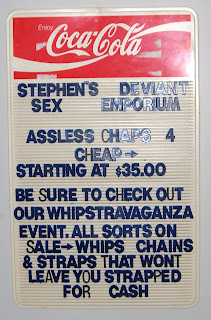 Enjoy
Coca-Cola
STEPHEN'S DEVIANT
SEX EMPORIUM
ASSLESS CHAPS 4
CHEAP→
STARTING AT $35.00
BE SURE TO CHECK OUT
OUR WHIPSTRAVAGANZA
EVENT. ALL SORTS ON
SALE→ WHIPS CHAINS
& STRAPS THAT WONT
LEAVE YOU STRAPPED
FOR CASH